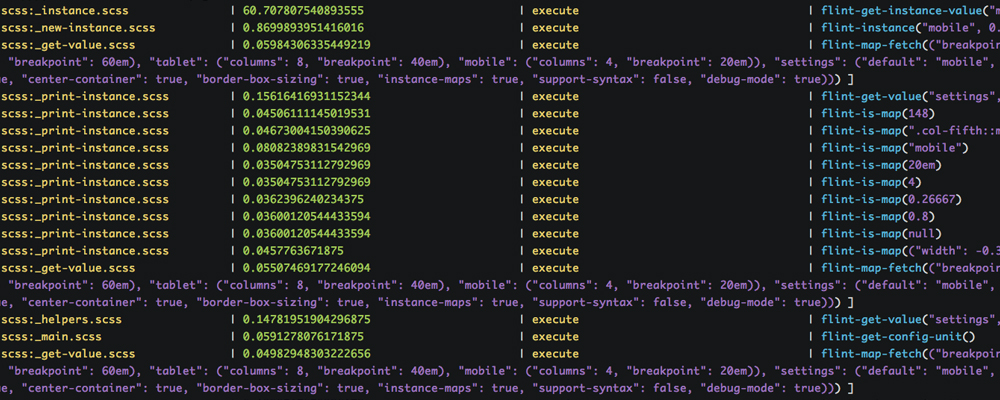 scss:_instance.scss | 60.707807540893555 | execute | flint-get-instance-value("m
scss:_new-instance.scss | 0.8699893951416016 | execute | flint-instance("mobile", 0.
scss:_get-value.scss | 0.05984306335449219 | execute | flint-map-fetch(("breakpo
"breakpoint": 60em), "tablet": ("columns": 8, "breakpoint": 40em), "mobile": ("columns": 4, "breakpoint": 20em)), "settings": ("default": "mobile",
e, "center-container": true, "border-box-sizing": true, "instance-maps": true, "support-syntax": false, "debug-mode": true))) ]
scss:_print-instance.scss | 0.15616416931152344 | execute | flint-get-value("settings",
scss:_print-instance.scss | 0.04506111145019531 | execute | flint-is-map(148)
scss:_print-instance.scss | 0.04673004150390625 | execute | flint-is-map(".col-fifth::m
scss:_print-instance.scss | 0.08082389831542969 | execute | flint-is-map("mobile")
scss:_print-instance.scss | 0.03504753112792969 | execute | flint-is-map(20em)
scss:_print-instance.scss | 0.03504753112792969 | execute | flint-is-map(4)
scss:_print-instance.scss | 0.0362396240234375 | execute | flint-is-map(0.26667)
scss:_print-instance.scss | 0.03600120544433594 | execute | flint-is-map(0.8)
scss:_print-instance.scss | 0.03600120544433594 | execute | flint-is-map(null)
scss:_print-instance.scss | 0.0457763671875 | execute | flint-is-map(("width": -0.3
scss:_get-value.scss | 0.05507469177246094 | execute | flint-map-fetch(("breakpoin
"breakpoint": 60em), "tablet": ("columns": 8, "breakpoint": 40em), "mobile": ("columns": 4, "breakpoint": 20em)), "settings": ("default": "mobile",
e, "center-container": true, "border-box-sizing": true, "instance-maps": true, "support-syntax": false, "debug-mode": true))) ]
scss:_helpers.scss | 0.14781951904296875 | execute | flint-get-value("settings",
scss:_main.scss | 0.0591278076171875 | execute | flint-get-config-unit()
scss:_get-value.scss | 0.04982948303222656 | execute | flint-map-fetch(("breakpoin
"breakpoint": 60em), "tablet": ("columns": 8, "breakpoint": 40em), "mobile": ("columns": 4, "breakpoint": 20em)), "settings": ("default": "mobile",
e, "center-container": true, "border-box-sizing": true, "instance-maps": true, "support-syntax": false, "debug-mode": true))) ]